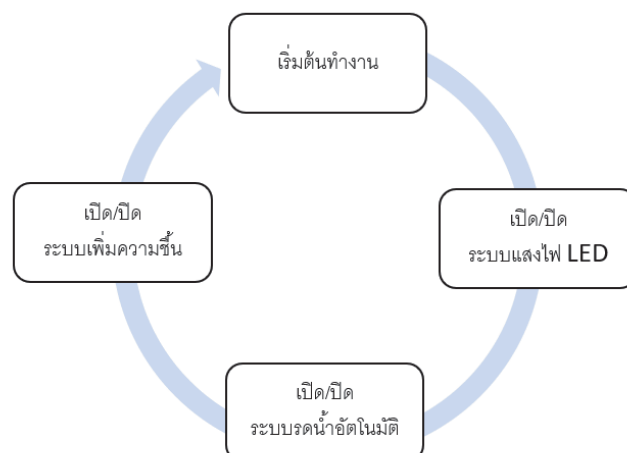 เริ่มต้นทำงาน
เปิด/ปิด
ระบบแสงไฟ LED
เปิด/ปิด
ระบบรดน้ำอัตโนมัติ
เปิด/ปิด
ระบบเพิ่มความชื้น